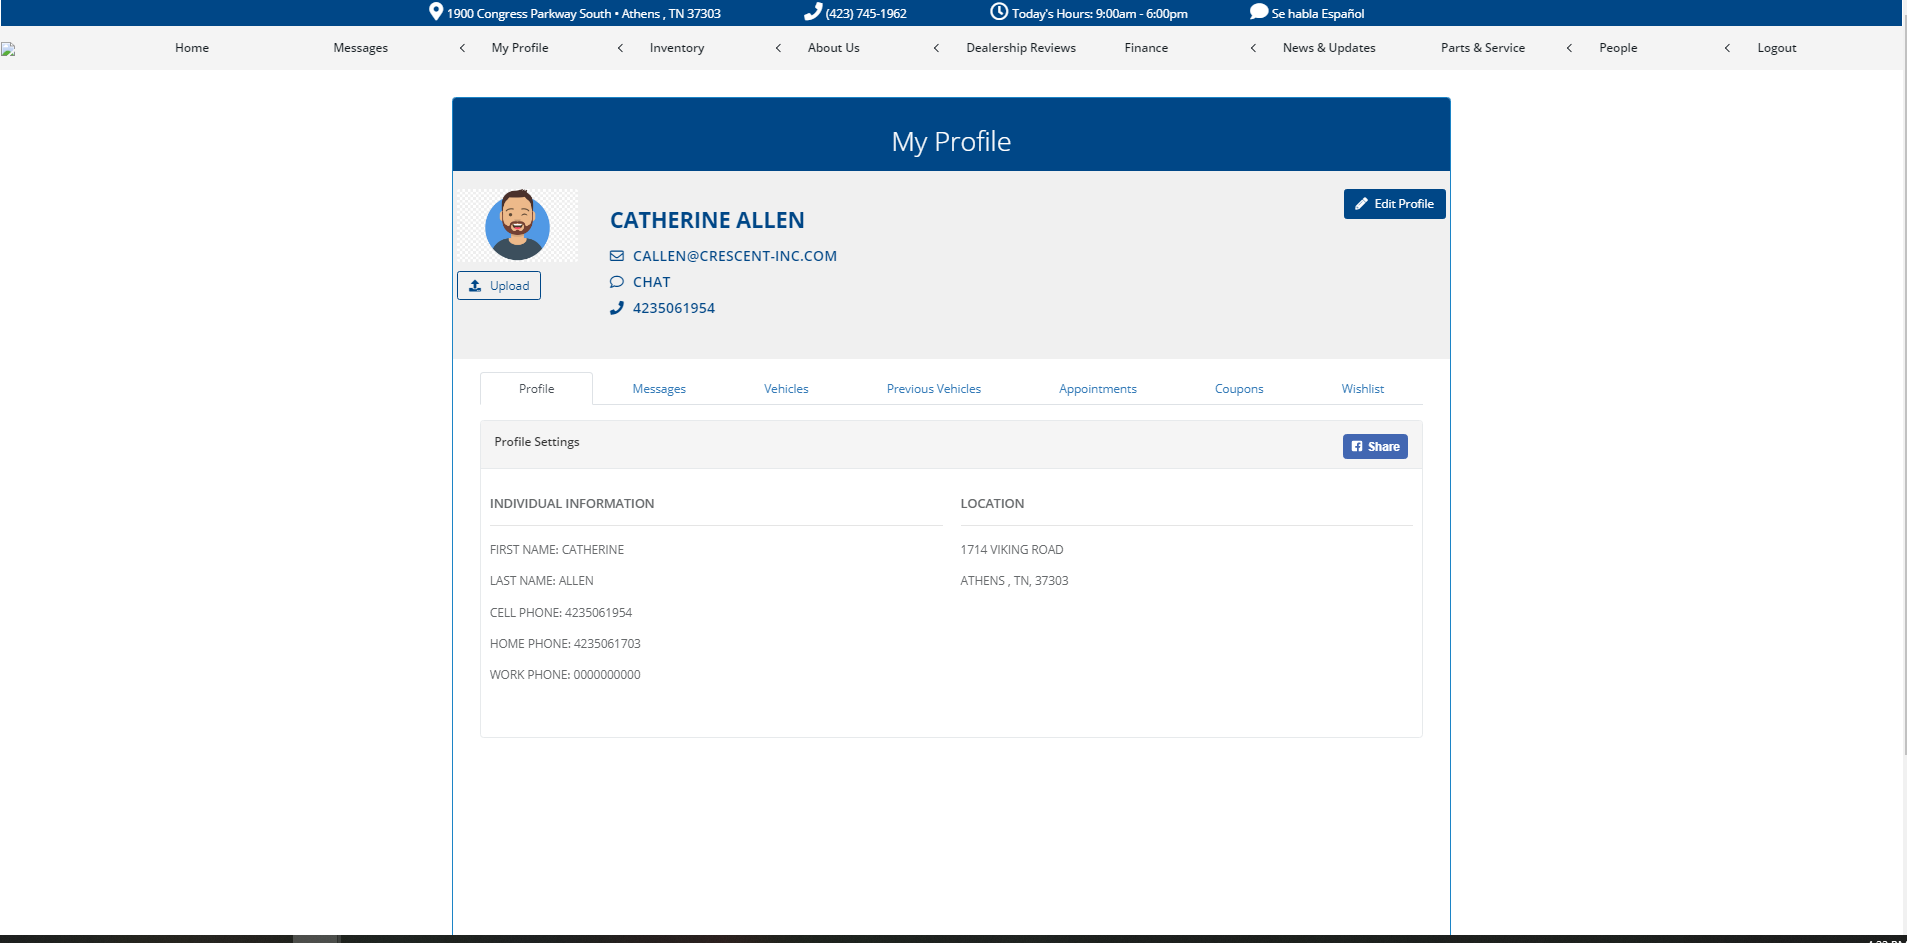 1900 Congress Parkway South • Athens , TN 37303 (423) 745-1962 Today's Hours: 9:00am - 6:00pm Se habla Español
Home Messages My Profile Inventory About Us Dealership Reviews Finance News & Updates Parts & Service People Logout
My Profile
CATHERINE ALLEN
Edit Profile
CALLEN@CRESCENT-INC.COM
CHAT
Upload
4235061954
Profile Messages Vehicles Previous Vehicles Appointments Coupons Wishlist
Profile Settings
Share
INDIVIDUAL INFORMATION
FIRST NAME: CATHERINE
LAST NAME: ALLEN
CELL PHONE: 4235061954
HOME PHONE: 4235061703
WORK PHONE: 0000000000
LOCATION
1714 VIKING ROAD
ATHENS , TN, 37303